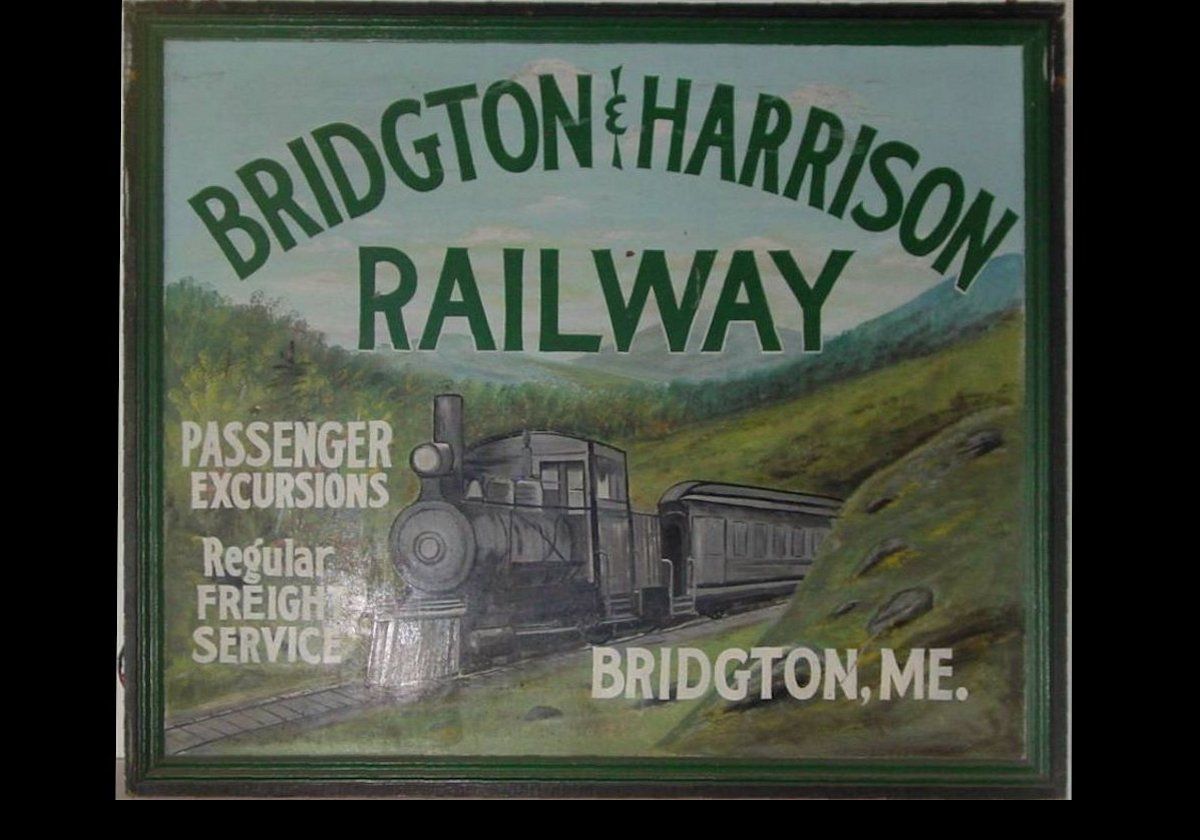 BRIDGTON & HARRISON
RAILWAY
PASSENGER
EXCURSIONS
Regular
FREIGHT
SERVICE
BRIDGTON, ME.